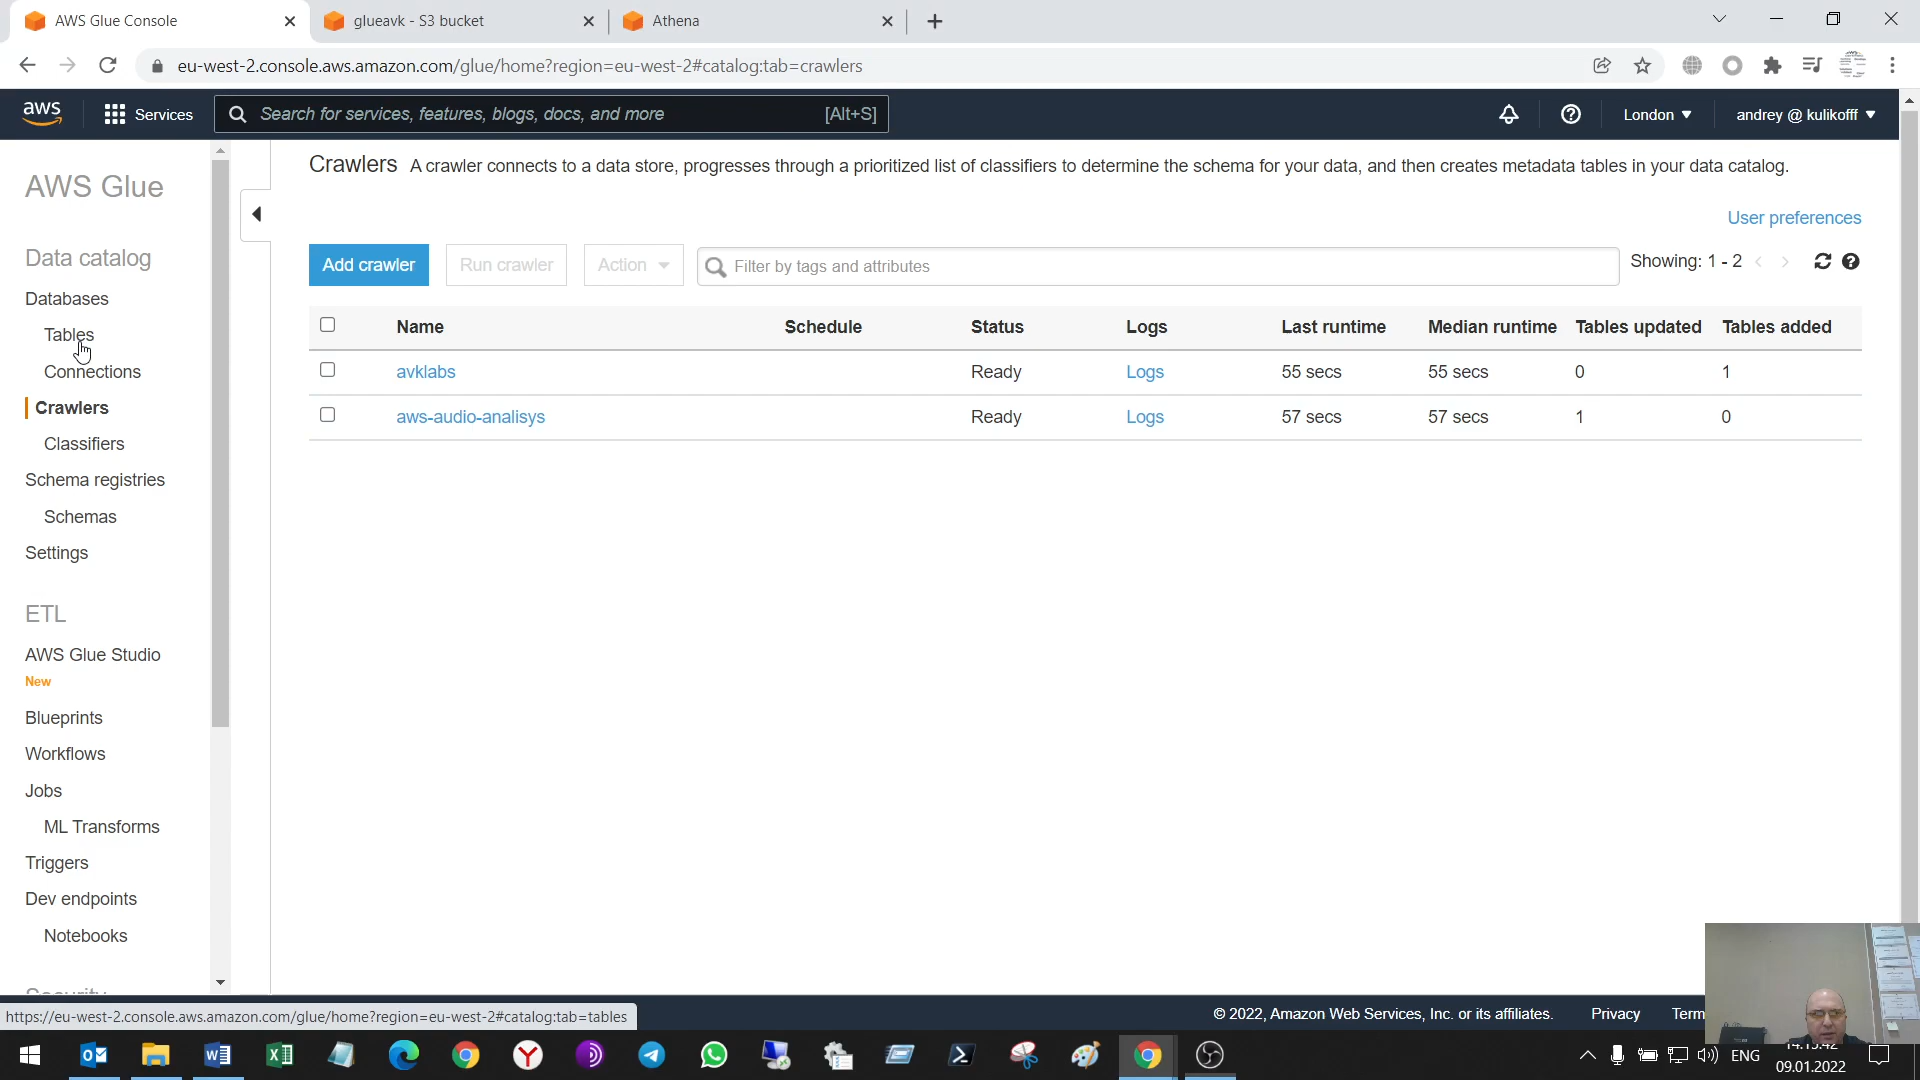 AWS Glue Console
glueavk - S3 bucket
Athena
eu-west-2.console.aws.amazon.com/glue/home?region=eu-west-2#catalog:tab=crawlers
aws
Services
Search for services, features, blogs, docs, and more
[Alt+S]
London
andrey @ kulikofff
AWS Glue
Data catalog
Databases
Tables
Connections
Crawlers
Classifiers
Schema registries
Schemas
Settings
ETL
AWS Glue Studio
New
Blueprints
Workflows
Jobs
ML Transforms
Triggers
Dev endpoints
Notebooks
Security
Crawlers A crawler connects to a data store, progresses through a prioritized list of classifiers to determine the schema for your data, and then creates metadata tables in your data catalog.
User preferences
Add crawler
Run crawler
Action
Filter by tags and attributes
Showing: 1 - 2
Name Schedule Status Logs Last runtime Median runtime Tables updated Tables added
avklabs Ready Logs 55 secs 55 secs 0 1
aws-audio-analisys Ready Logs 57 secs 57 secs 1 0
https://eu-west-2.console.aws.amazon.com/glue/home?region=eu-west-2#catalog:tab=tables
© 2022, Amazon Web Services, Inc. or its affiliates.
Privacy
Term
ENG
09.01.2022